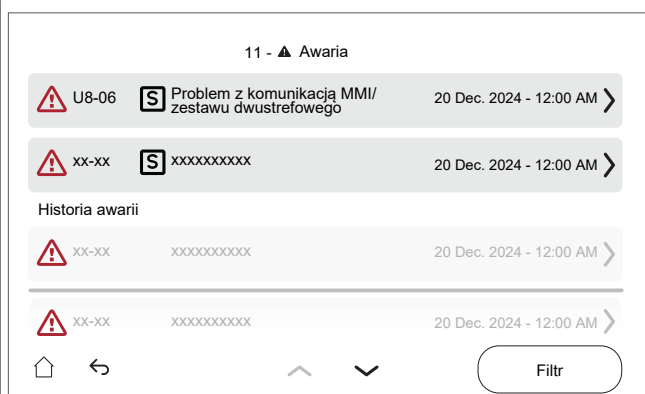 11 - Awaria
U8-06 S Problem z komunikacją MMI/
zestawu dwustrefowego 20 Dec. 2024 - 12:00 AM
xx-xx S xxxxxxxxxx 20 Dec. 2024 - 12:00 AM
Historia awarii
xx-xx xxxxxxxxxx 20 Dec. 2024 - 12:00 AM
xx-xx xxxxxxxxxx 20 Dec. 2024 - 12:00 AM
Filtr